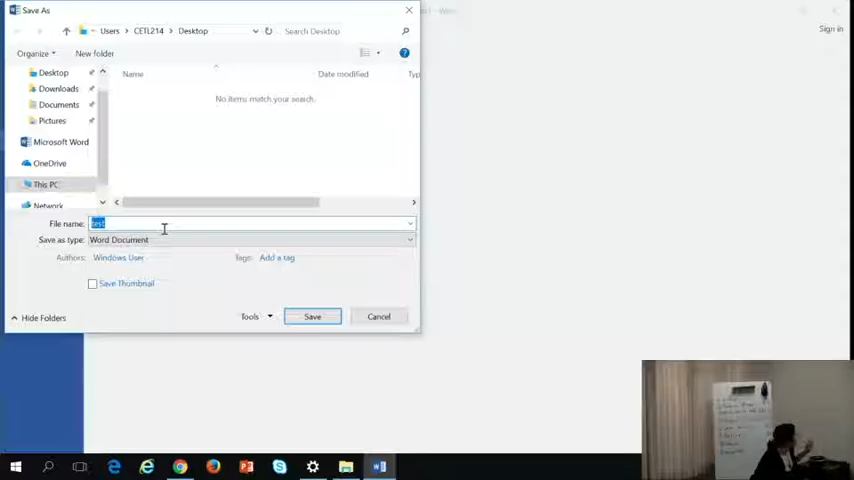 Save As
Users > CETL214 > Desktop
Search Desktop
Sign in
Organize
New folder
Name
Date modified
Typ
Desktop
Downloads
Documents
Pictures
Microsoft Word
OneDrive
This PC
Network
No items match your search.
File name: test
Save as type: Word Document
Authors: Windows User
Tags: Add a tag
Save Thumbnail
Hide Folders
Tools
Save
Cancel